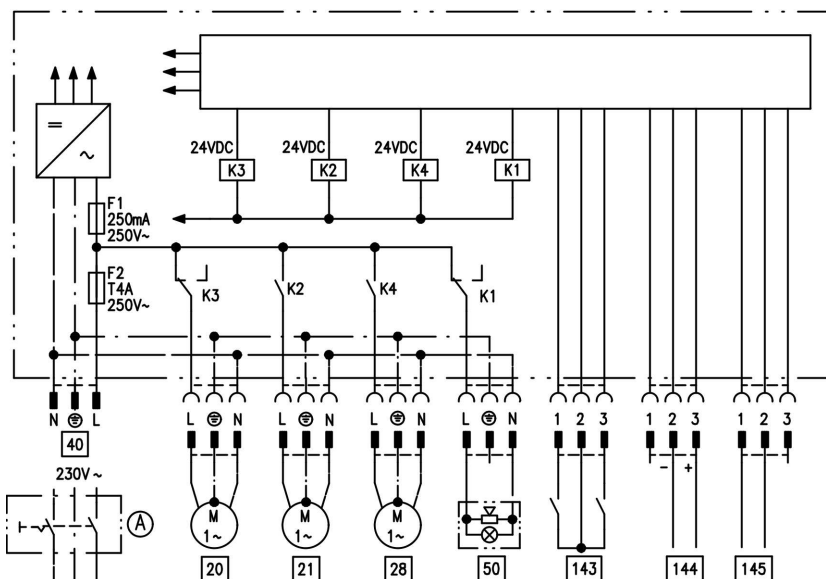 24VDC 24VDC 24VDC 24VDC
K3 K2 K4 K1
F1
250mA
250V~
F2
T4A
250V~
K3 K2 K4 K1
N L L N L N L N L N 1 2 3 1 2 3 1 2 3
40
230V~
- +
A
M M M
1~ 1~ 1~
20 21 28 50 143 144 145